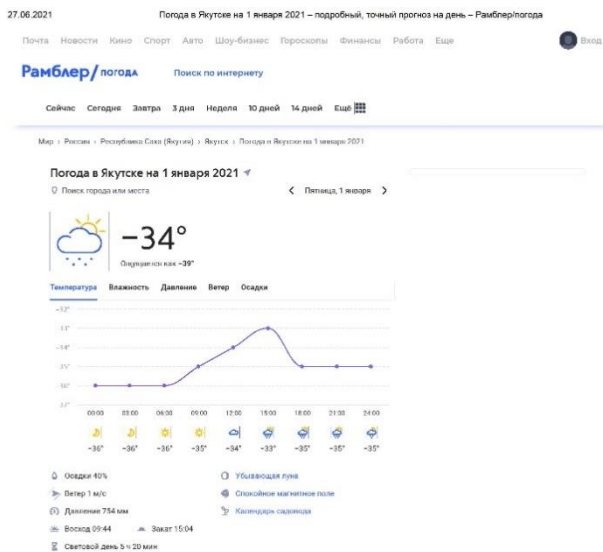 27.06.2021 Погода в Якутске на 1 января 2021 – подробный, точный прогноз на день – Рамблер/погода
Почта Новости Кино Спорт Авто Шоу-бизнес Гороскопы Финансы Работа Еще Вход
Рамблер/погода Поиск по интернету
Сейчас Сегодня Завтра 3 дня Неделя 10 дней 14 дней Ещё
Мир › Россия › Республика Саха (Якутия) › Якутск › Погода в Якутске на 1 января 2021
Погода в Якутске на 1 января 2021
Поиск города или места Пятница, 1 января
−34°
Ощущается как −39°
Температура Влажность Давление Ветер Осадки
−32°
−33°
−34°
−35°
−36°
−37°
00:00 03:00 06:00 09:00 12:00 15:00 18:00 21:00 24:00
−36° −36° −36° −35° −34° −33° −35° −35° −35°
Осадки 40% Убывающая луна
Ветер 1 м/с Спокойное магнитное поле
Давление 754 мм Календарь садовода
Восход 09:44 Закат 15:04
Световой день 5 ч 20 мин